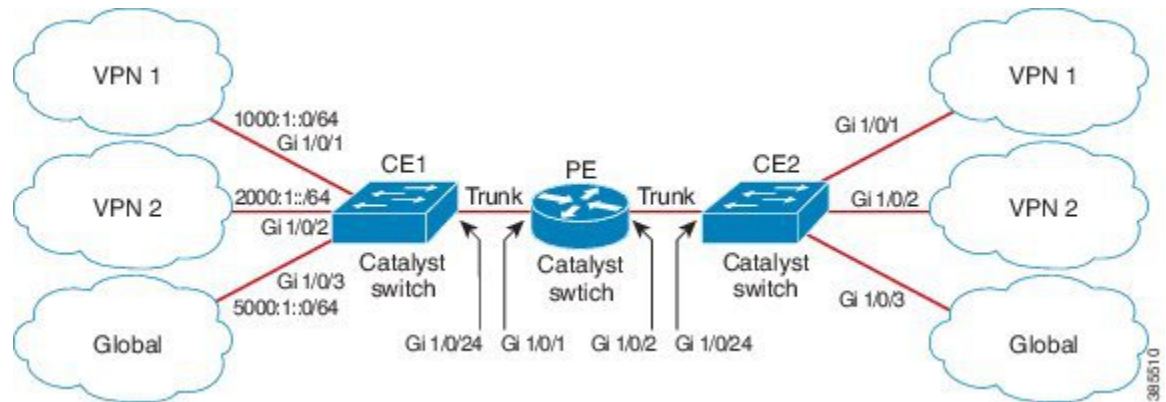 VPN 1
1000:1::0/64
Gi 1/0/1
VPN 2
2000:1::/64
Gi 1/0/2
Gi 1/0/3
5000:1::0/64
Global
CE1
Catalyst
switch
Trunk
PE
Catalyst
swtich
Trunk
CE2
Catalyst
switch
Gi 1/0/24
Gi 1/0/1
Gi 1/0/2
Gi 1/0/24
Gi 1/0/1
VPN 1
Gi 1/0/2
VPN 2
Gi 1/0/3
Global
385510